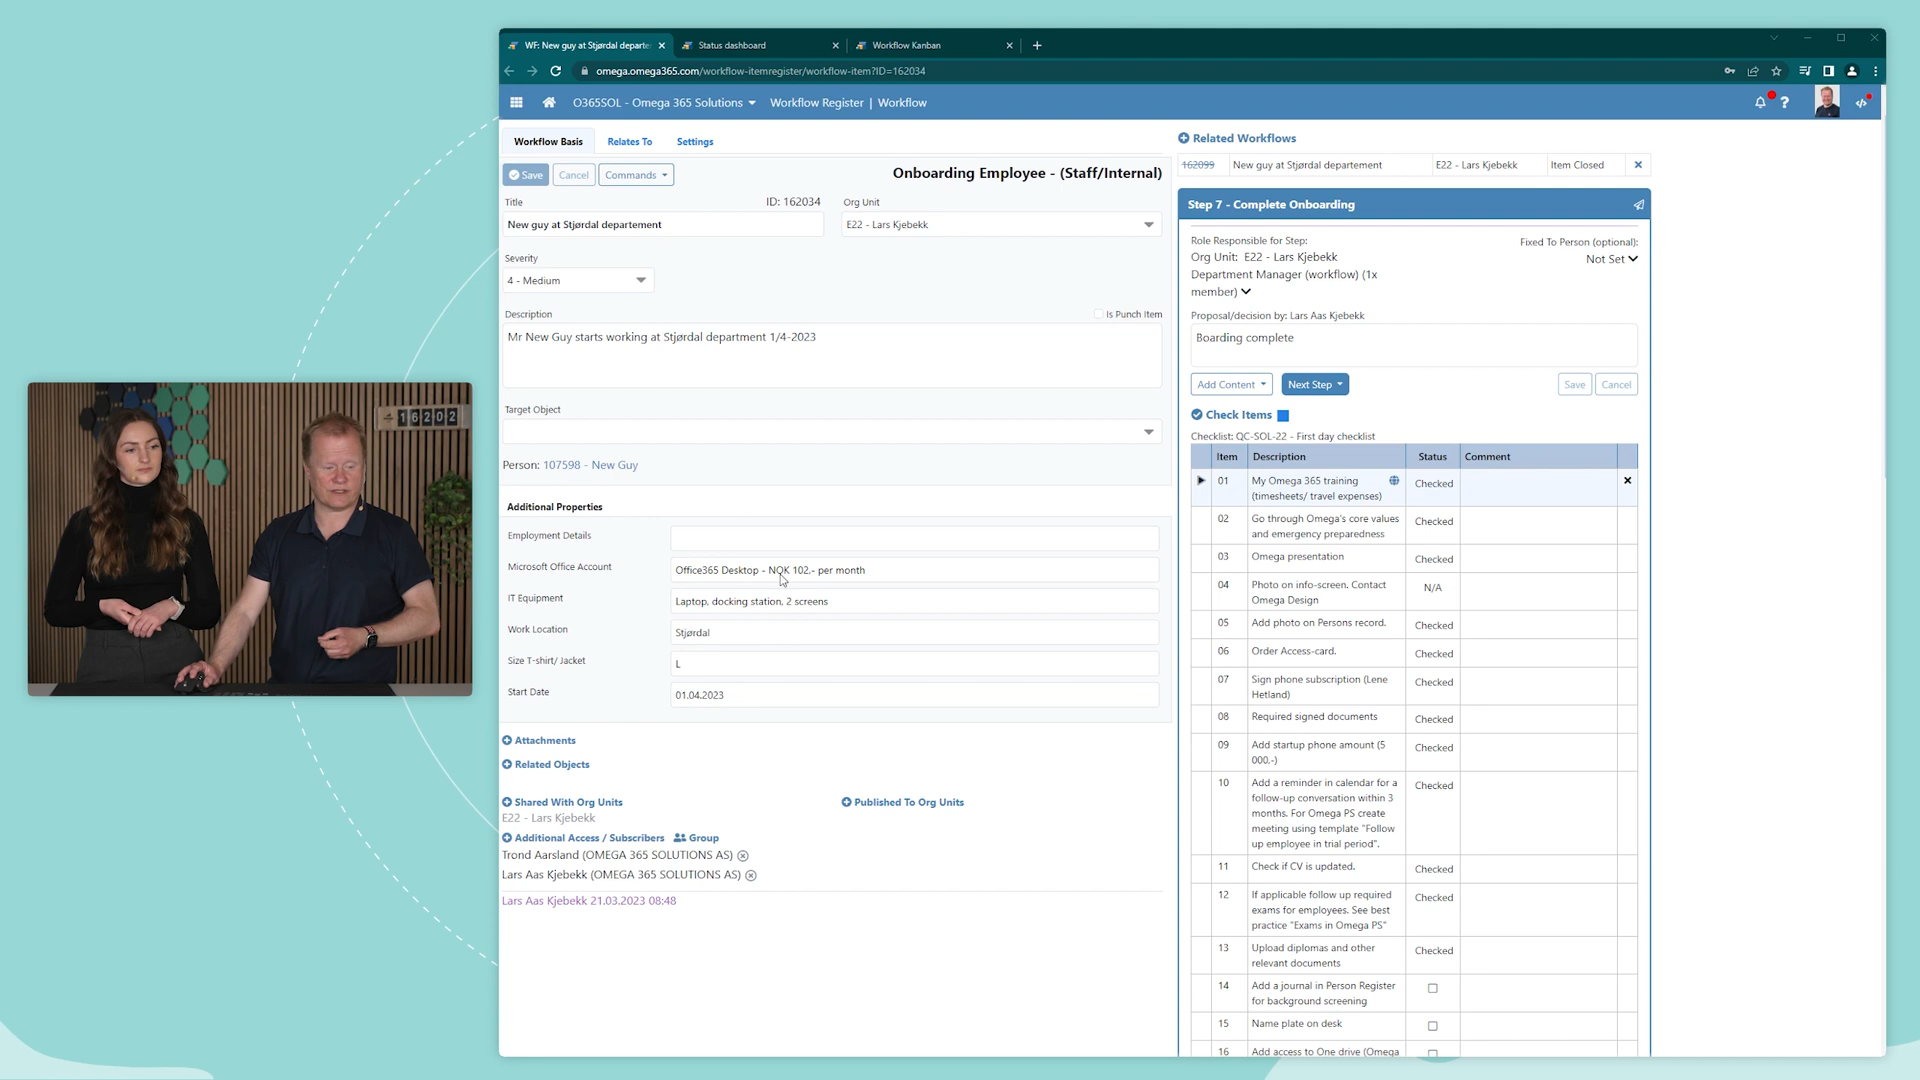 WF: New guy at Stjørdal departe
Status dashboard
Workflow Kanban
omega.omega365.com/workflow-itemregister/workflow-item?ID=162034
O365SOL - Omega 365 Solutions
Workflow Register | Workflow
Workflow Basis
Relates To
Settings
Save
Cancel
Commands
Onboarding Employee - (Staff/Internal)
Title
ID: 162034
Org Unit
New guy at Stjørdal departement
E22 - Lars Kjebekk
Severity
4 - Medium
Description
Is Punch Item
Mr New Guy starts working at Stjørdal department 1/4-2023
Target Object
Person: 107598 - New Guy
Additional Properties
Employment Details
Microsoft Office Account
Office365 Desktop - NOK 102,- per month
IT Equipment
Laptop, docking station, 2 screens
Work Location
Stjørdal
Size T-shirt/ Jacket
L
Start Date
01.04.2023
Attachments
Related Objects
Shared With Org Units
Published To Org Units
E22 - Lars Kjebekk
Additional Access / Subscribers
Group
Trond Aarsland (OMEGA 365 SOLUTIONS AS)
Lars Aas Kjebekk (OMEGA 365 SOLUTIONS AS)
Lars Aas Kjebekk 21.03.2023 08:48
Related Workflows
162099
New guy at Stjørdal departement
E22 - Lars Kjebekk
Item Closed
Step 7 - Complete Onboarding
Role Responsible for Step:
Fixed To Person (optional):
Org Unit: E22 - Lars Kjebekk
Not Set
Department Manager (workflow) (1x
member)
Proposal/decision by: Lars Aas Kjebekk
Boarding complete
Add Content
Next Step
Save
Cancel
Check Items
Checklist: QC-SOL-22 - First day checklist
Item
Description
Status
Comment
01
My Omega 365 training
(timesheets/ travel expenses)
Checked
02
Go through Omega's core values
and emergency preparedness
Checked
03
Omega presentation
Checked
04
Photo on info-screen. Contact
Omega Design
N/A
05
Add photo on Persons record.
Checked
06
Order Access-card.
Checked
07
Sign phone subscription (Lene
Hetland)
Checked
08
Required signed documents
Checked
09
Add startup phone amount (5
000,-)
Checked
10
Add a reminder in calendar for a
follow-up conversation within 3
months. For Omega PS create
meeting using template "Follow
up employee in trial period".
Checked
11
Check if CV is updated.
Checked
12
If applicable follow up required
exams for employees. See best
practice "Exams in Omega PS"
Checked
13
Upload diplomas and other
relevant documents
Checked
14
Add a journal in Person Register
for background screening
15
Name plate on desk
16
Add access to One drive (Omega
16202